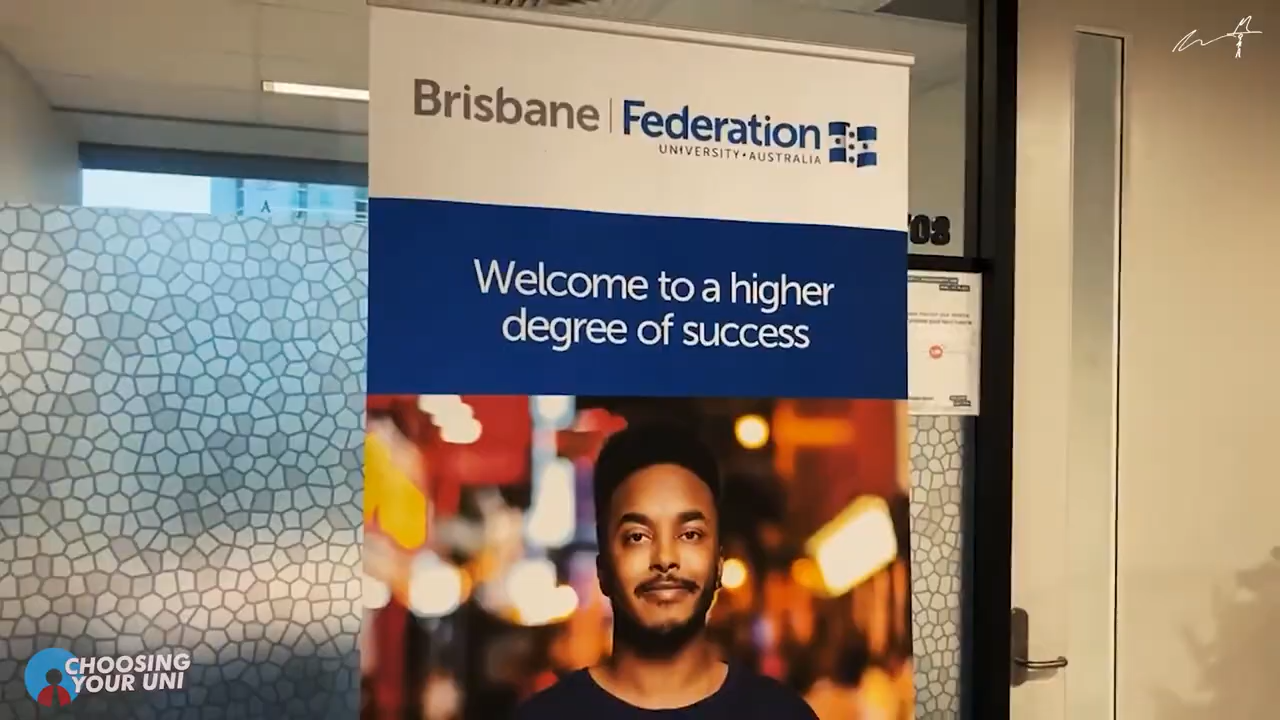 Brisbane | Federation
UNIVERSITY • AUSTRALIA
Welcome to a higher
degree of success
CHOOSING
YOUR UNI